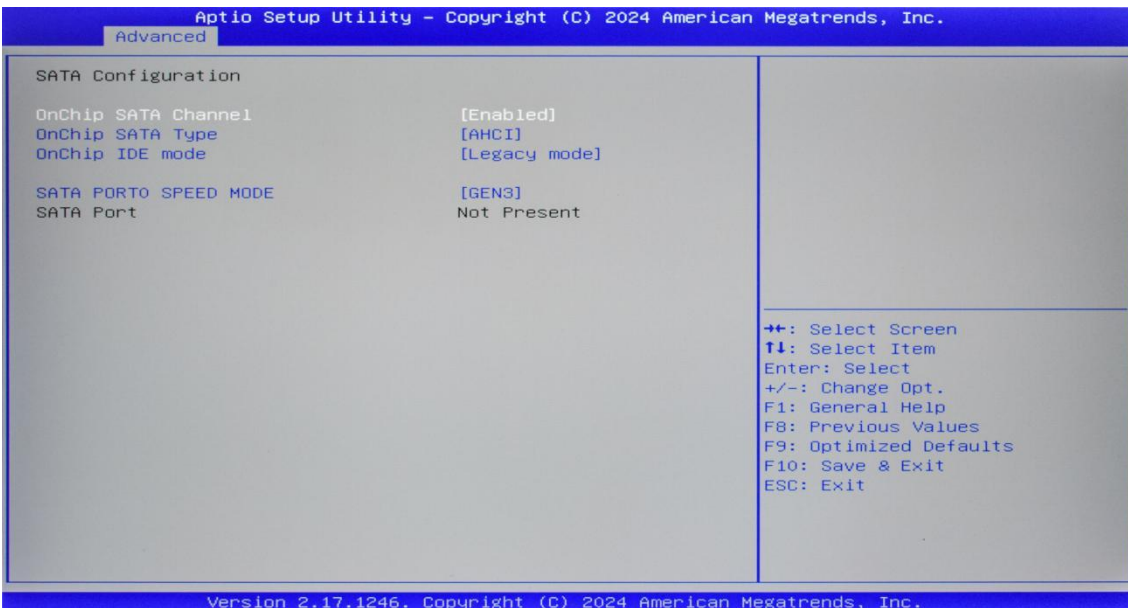 Aptio Setup Utility – Copyright (C) 2024 American Megatrends, Inc.
Advanced
SATA Configuration
OnChip SATA Channel [Enabled]
OnChip SATA Type [AHCI]
OnChip IDE mode [Legacy mode]
SATA PORT0 SPEED MODE [GEN3]
SATA Port Not Present
→←: Select Screen
↑↓: Select Item
Enter: Select
+/-: Change Opt.
F1: General Help
F8: Previous Values
F9: Optimized Defaults
F10: Save & Exit
ESC: Exit
Version 2.17.1246. Copyright (C) 2024 American Megatrends, Inc.